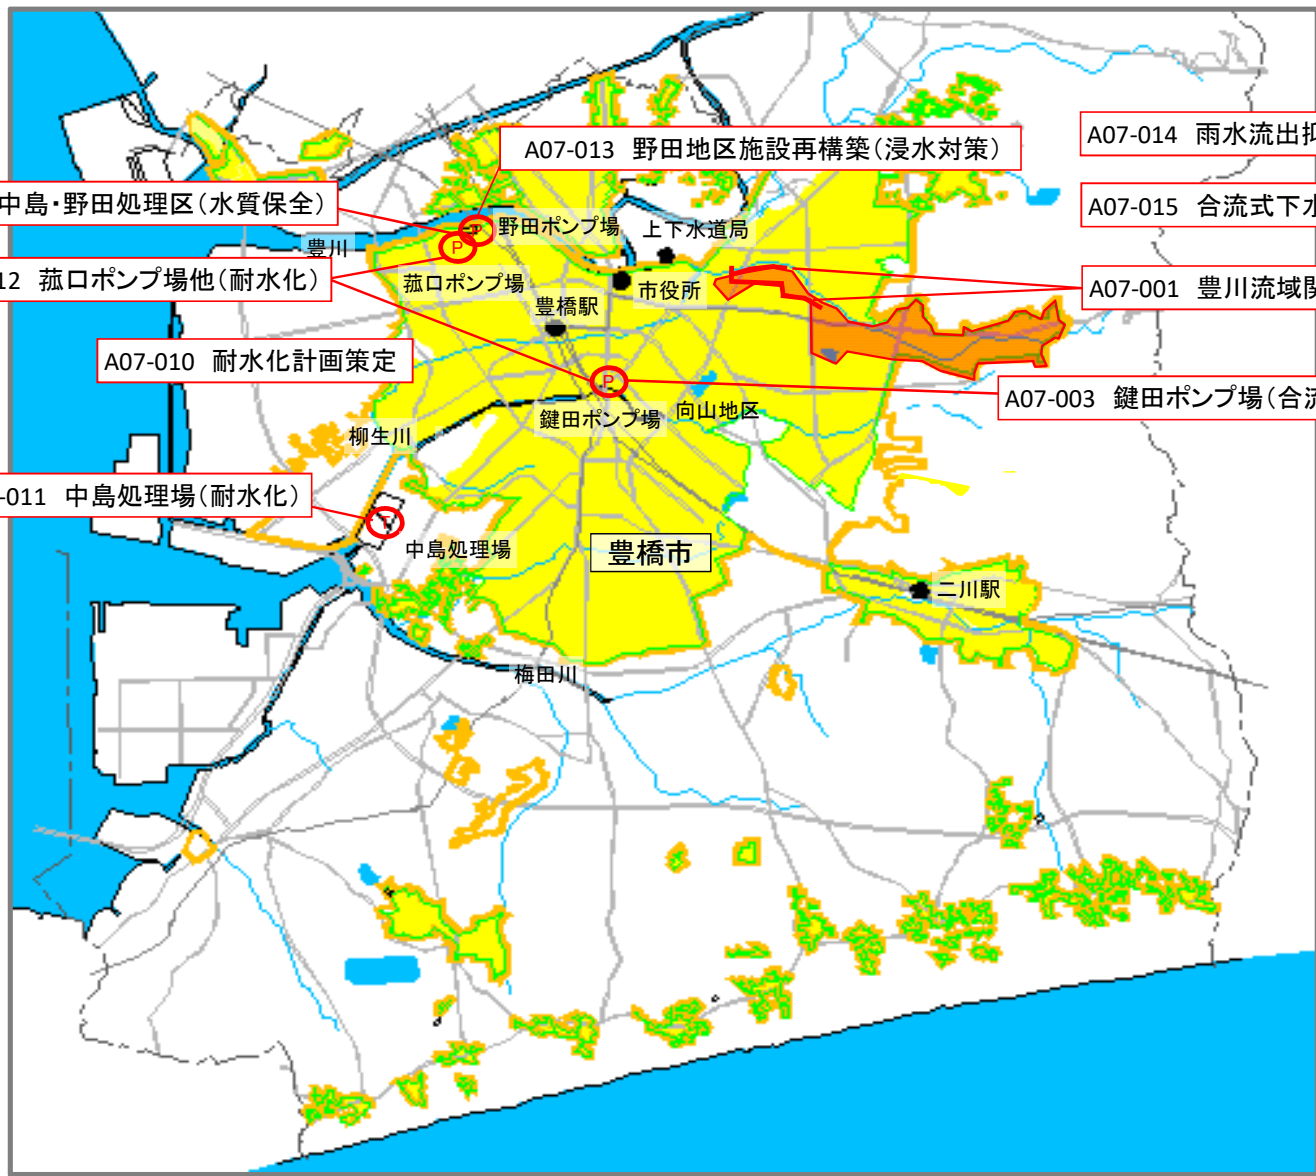 A07-013 野田地区施設再構築(浸水対策)
A07-014 雨水流出抑
中島・野田処理区(水質保全)
A07-015 合流式下水
P
野田ポンプ場
上下水道局
豊川
P
12 菰口ポンプ場他(耐水化)
菰口ポンプ場
市役所
A07-001 豊川流域関
豊橋駅
A07-010 耐水化計画策定
P
A07-003 鍵田ポンプ場(合流
鍵田ポンプ場
向山地区
柳生川
-011 中島処理場(耐水化)
T
中島処理場
豊橋市
二川駅
梅田川